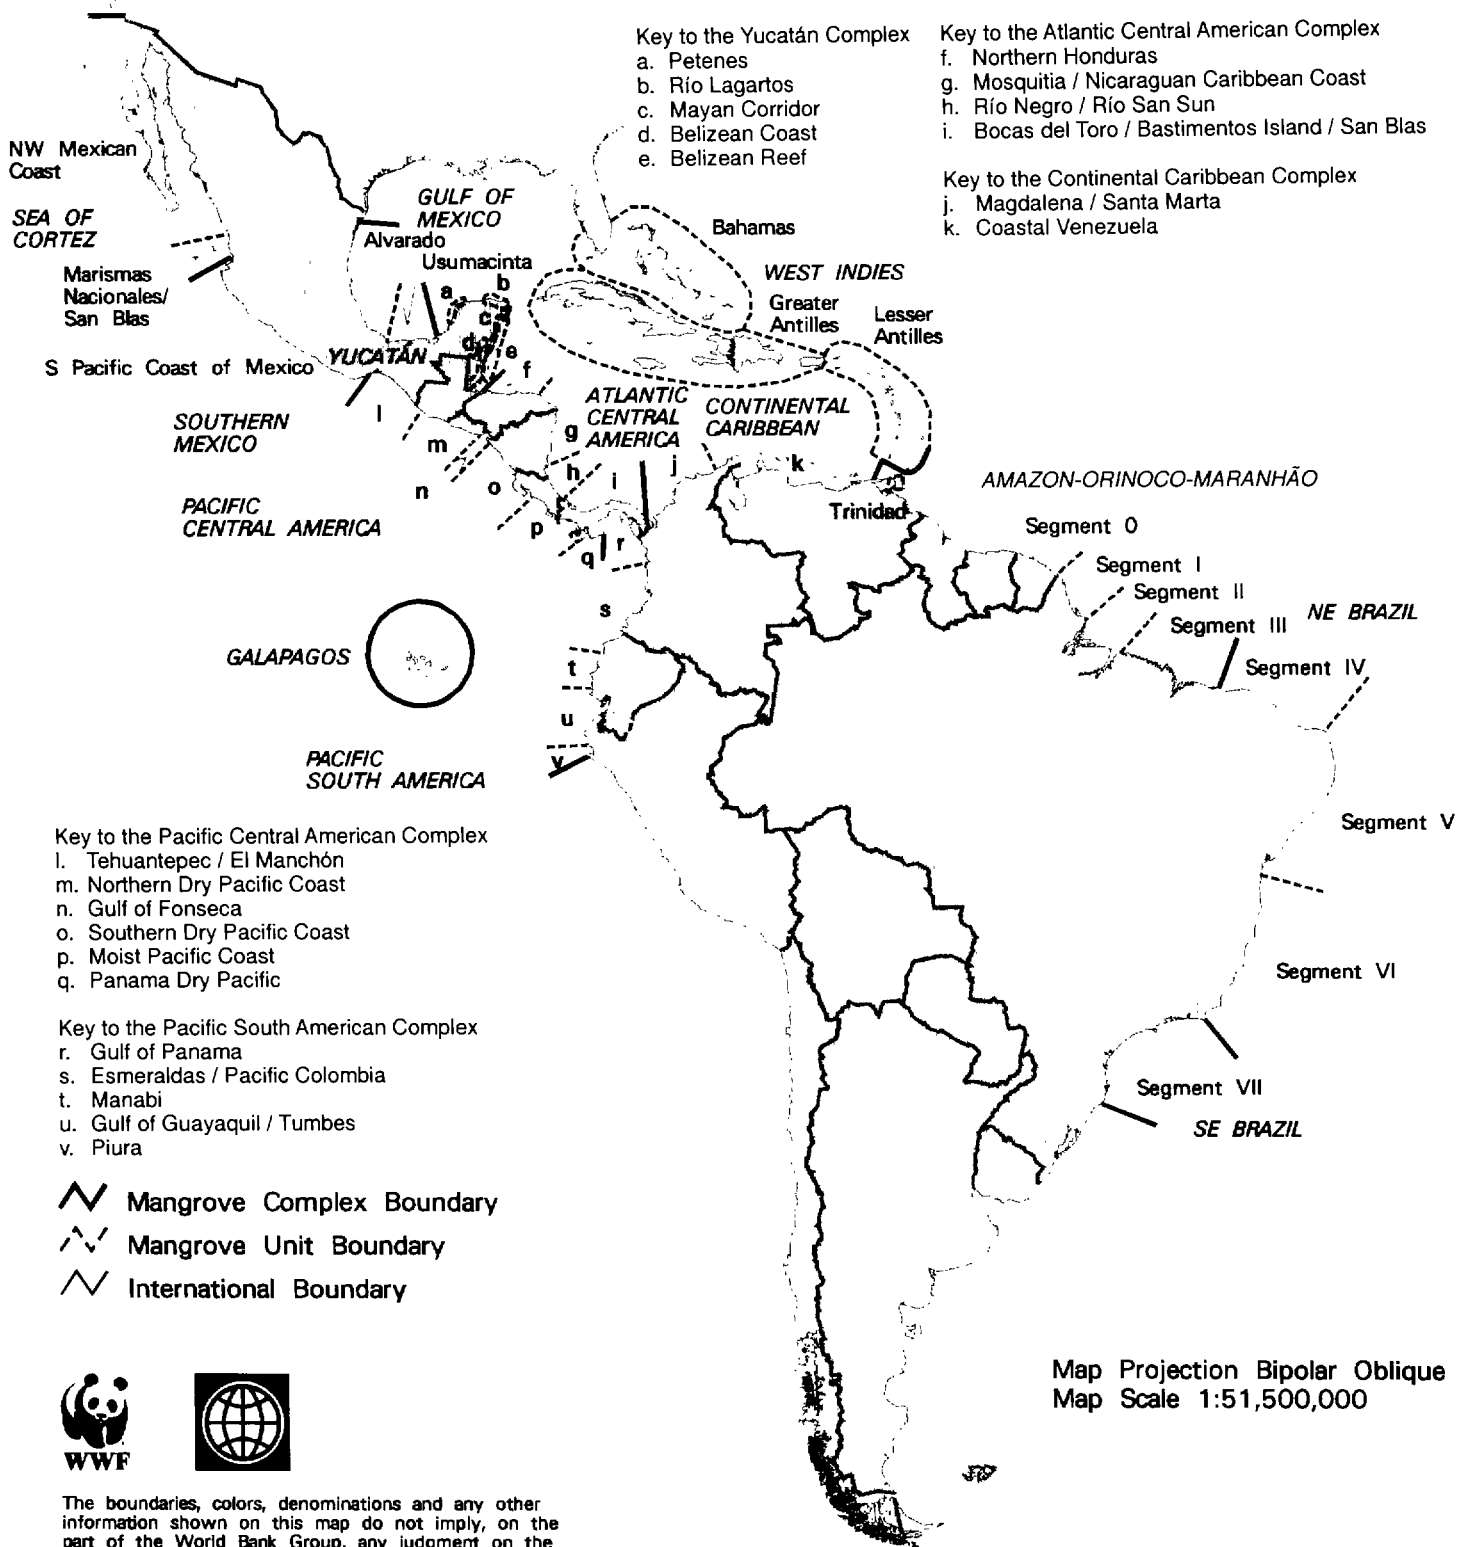 Key to the Yucatán Complex
a. Petenes
b. Río Lagartos
c. Mayan Corridor
d. Belizean Coast
e. Belizean Reef
Key to the Atlantic Central American Complex
f. Northern Honduras
g. Mosquitia / Nicaraguan Caribbean Coast
h. Río Negro / Río San Sun
i. Bocas del Toro / Bastimentos Island / San Blas
Key to the Continental Caribbean Complex
j. Magdalena / Santa Marta
k. Coastal Venezuela
NW Mexican
Coast
SEA OF
CORTEZ
Marismas
Nacionales/
San Blas
S Pacific Coast of Mexico
SOUTHERN
MEXICO
PACIFIC
CENTRAL AMERICA
GULF OF
MEXICO
Alvarado
Usumacinta
YUCATÁN
a
b
c
d
e
f
g
h
i
j
k
l
m
n
o
p
q
r
s
t
u
v
Bahamas
WEST INDIES
Greater
Antilles
Lesser
Antilles
ATLANTIC
CENTRAL
AMERICA
CONTINENTAL
CARIBBEAN
Trinidad
AMAZON-ORINOCO-MARANHÃO
Segment 0
Segment I
Segment II
Segment III
NE BRAZIL
Segment IV
Segment V
Segment VI
Segment VII
SE BRAZIL
GALAPAGOS
PACIFIC
SOUTH AMERICA
Key to the Pacific Central American Complex
l. Tehuantepec / El Manchón
m. Northern Dry Pacific Coast
n. Gulf of Fonseca
o. Southern Dry Pacific Coast
p. Moist Pacific Coast
q. Panama Dry Pacific
Key to the Pacific South American Complex
r. Gulf of Panama
s. Esmeraldas / Pacific Colombia
t. Manabi
u. Gulf of Guayaquil / Tumbes
v. Piura
Mangrove Complex Boundary
Mangrove Unit Boundary
International Boundary
Map Projection Bipolar Oblique
Map Scale 1:51,500,000
WWF
The boundaries, colors, denominations and any other
information shown on this map do not imply, on the
part of the World Bank Group, any judgment on the